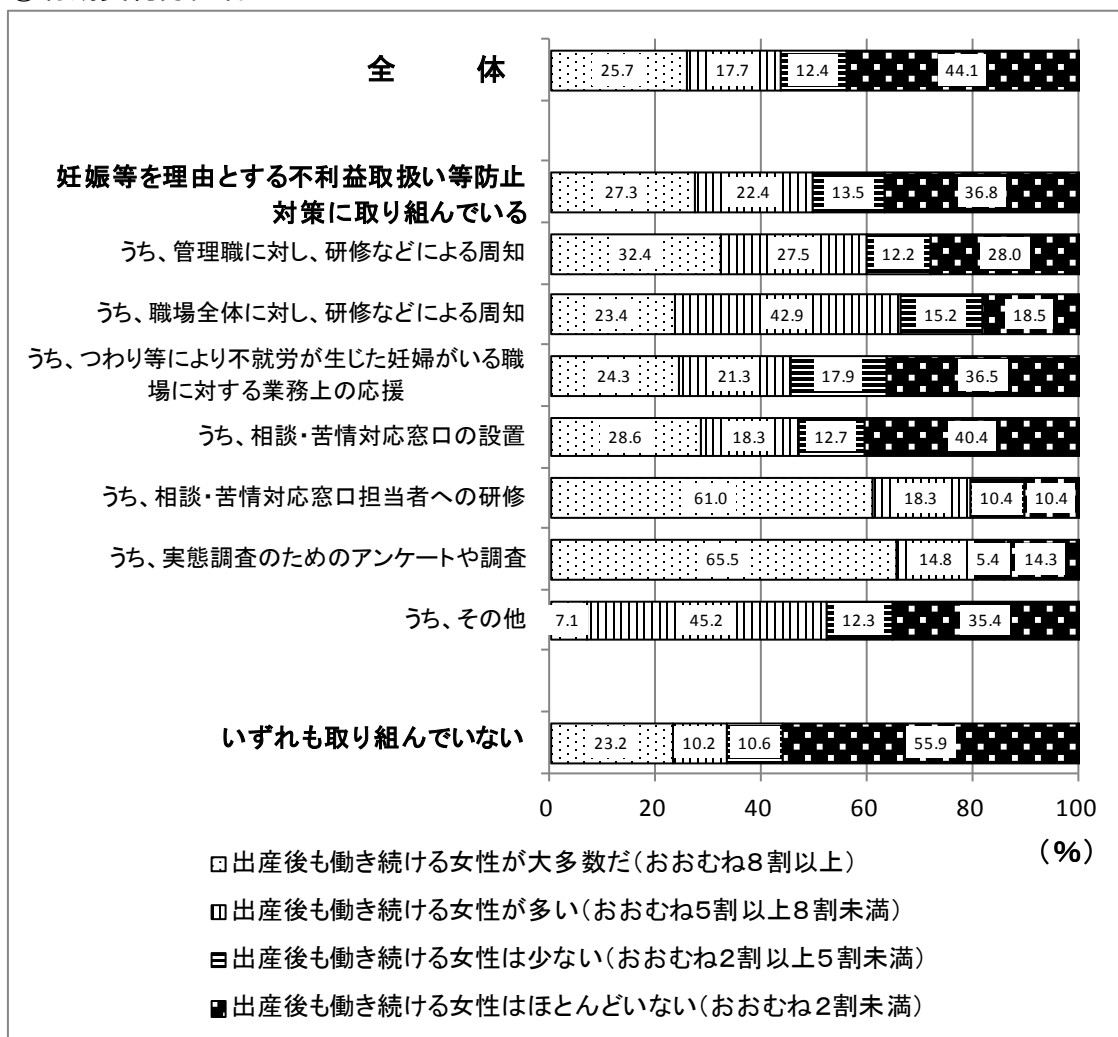 全 体
25.7 17.7 12.4 44.1
妊娠等を理由とする不利益取扱い等防止
対策に取り組んでいる
27.3 22.4 13.5 36.8
うち、管理職に対し、研修などによる周知
32.4 27.5 12.2 28.0
うち、職場全体に対し、研修などによる周知
23.4 42.9 15.2 18.5
うち、つわり等により不就労が生じた妊婦がいる職
場に対する業務上の応援
24.3 21.3 17.9 36.5
うち、相談・苦情対応窓口の設置
28.6 18.3 12.7 40.4
うち、相談・苦情対応窓口担当者への研修
61.0 18.3 10.4 10.4
うち、実態調査のためのアンケートや調査
65.5 14.8 5.4 14.3
うち、その他
7.1 45.2 12.3 35.4
いずれも取り組んでいない
23.2 10.2 10.6 55.9
0 20 40 60 80 100
(%)
出産後も働き続ける女性が大多数だ(おおむね8割以上)
出産後も働き続ける女性が多い(おおむね5割以上8割未満)
出産後も働き続ける女性は少ない(おおむね2割以上5割未満)
出産後も働き続ける女性はほとんどいない(おおむね2割未満)